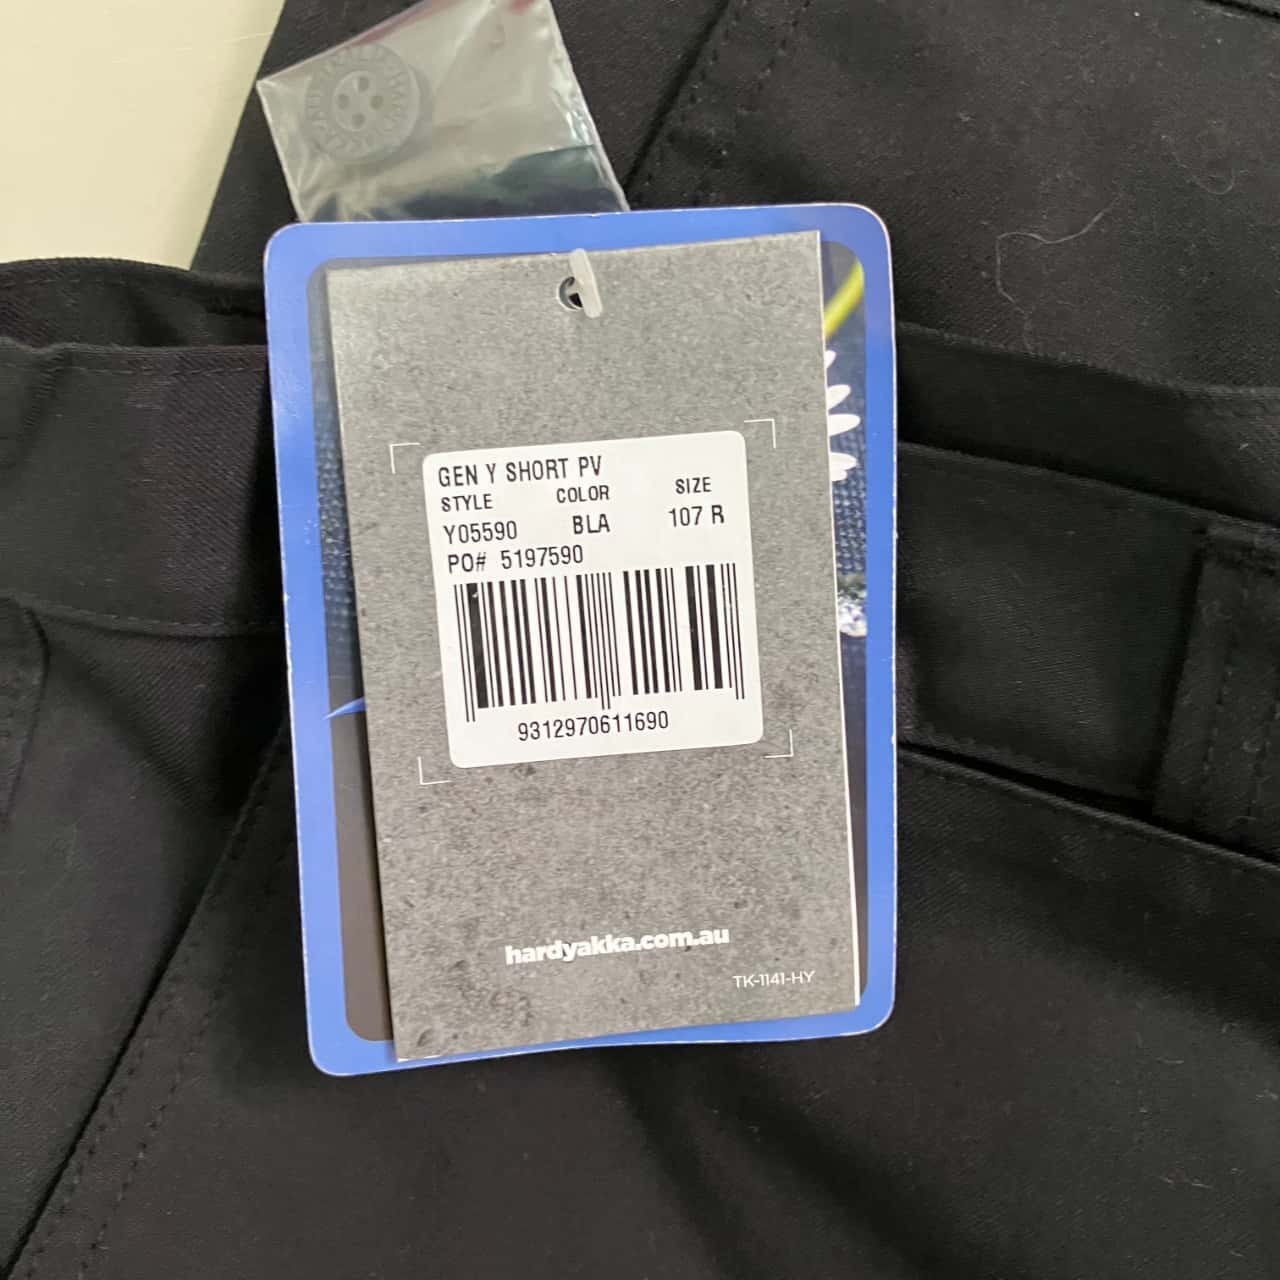 GEN Y SHORT PV
STYLE COLOR SIZE
Y05590 BLA 107 R
PO# 5197590
9312970611690
hardyakka.com.au
TK-1141-HY